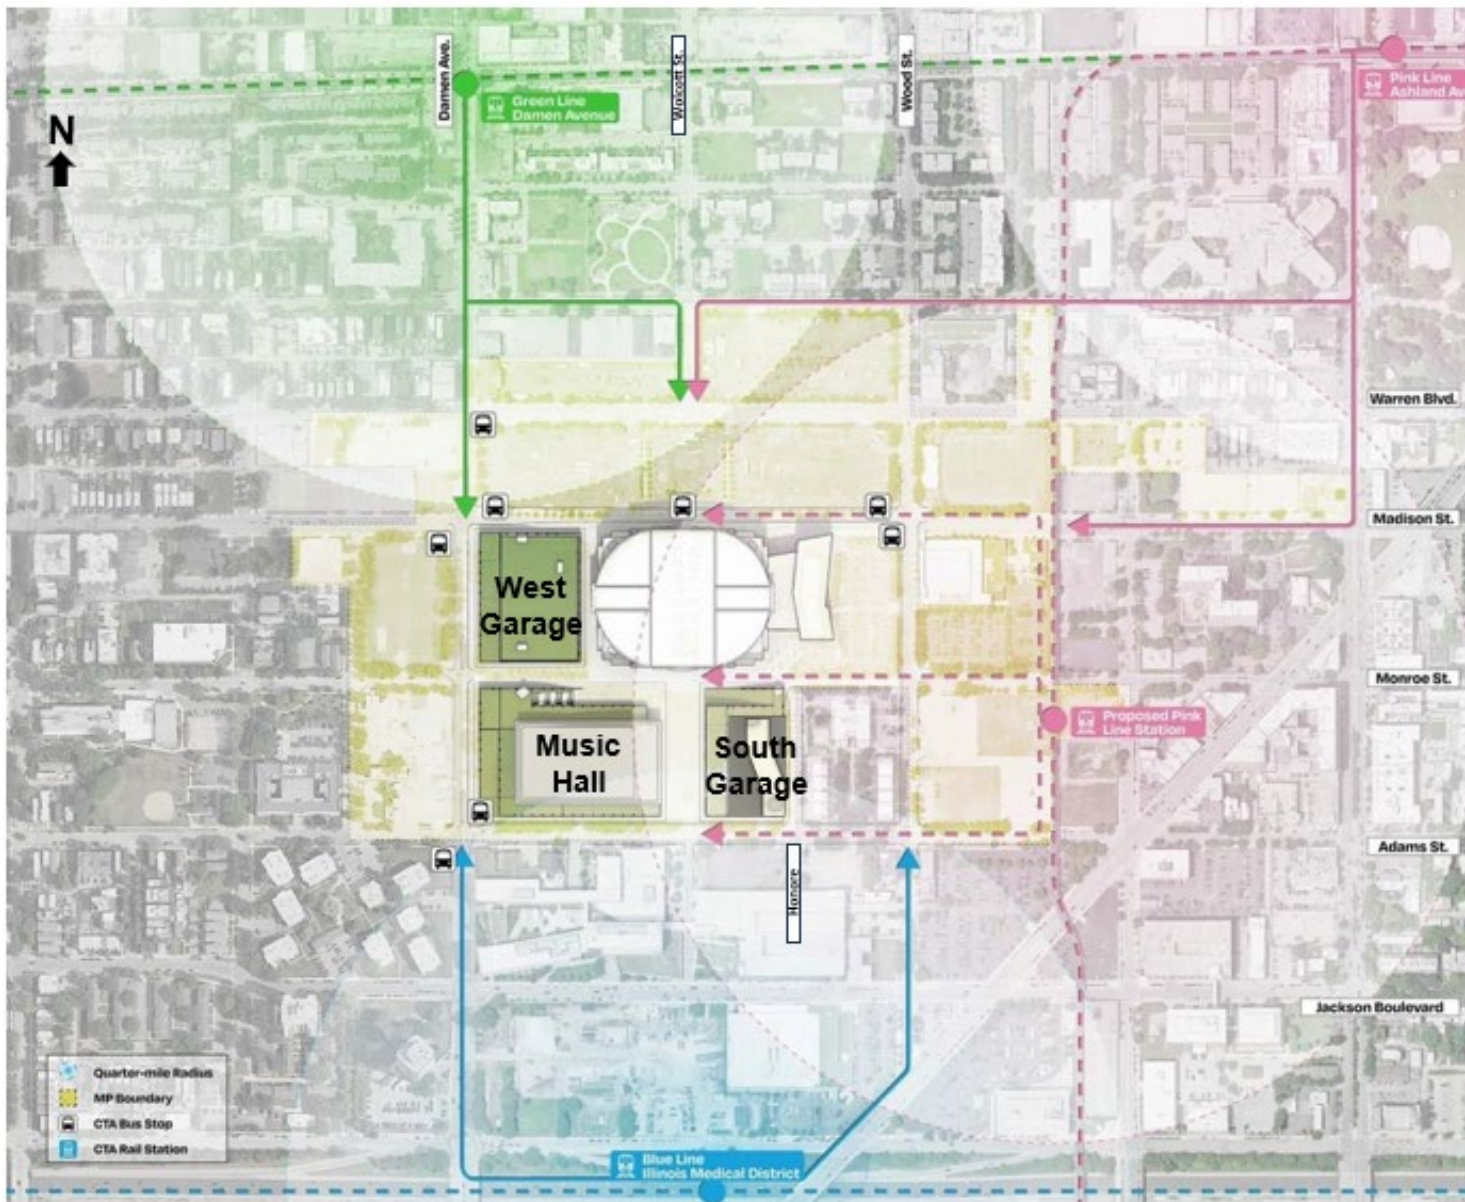 Damen Ave.
Wolcott St.
Wood St.
Green Line
Damen Avenue
Pink Line
Ashland Av
N
Warren Blvd.
Madison St.
West
Garage
Monroe St.
Proposed Pink
Line Station
Music
Hall
South
Garage
Adams St.
Honore
Jackson Boulevard
Quarter-mile Radius
MP Boundary
CTA Bus Stop
CTA Rail Station
Blue Line
Illinois Medical District